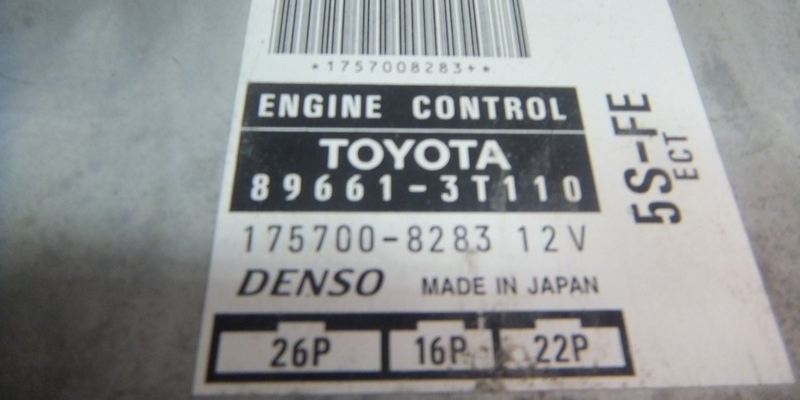 *1757008283+*
ENGINE CONTROL
TOYOTA
89661-3T110
175700-8283 12V
DENSO MADE IN JAPAN
26P 16P 22P
5S-FE
ECT